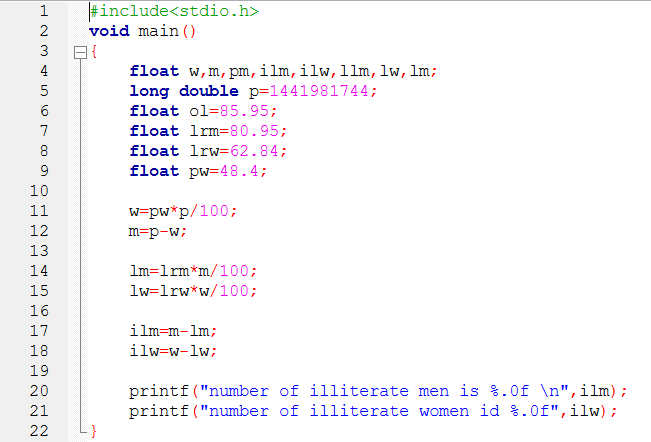 1 #include<stdio.h>
2 void main()
3 {
4 float w,m,pm,ilm,ilw,llm,lw,lm;
5 long double p=1441981744;
6 float ol=85.95;
7 float lrm=80.95;
8 float lrw=62.84;
9 float pw=48.4;
10
11 w=pw*p/100;
12 m=p-w;
13
14 lm=lrm*m/100;
15 lw=lrw*w/100;
16
17 ilm=m-lm;
18 ilw=w-lw;
19
20 printf("number of illiterate men is %.0f \n",ilm);
21 printf("number of illiterate women id %.0f",ilw);
22 }